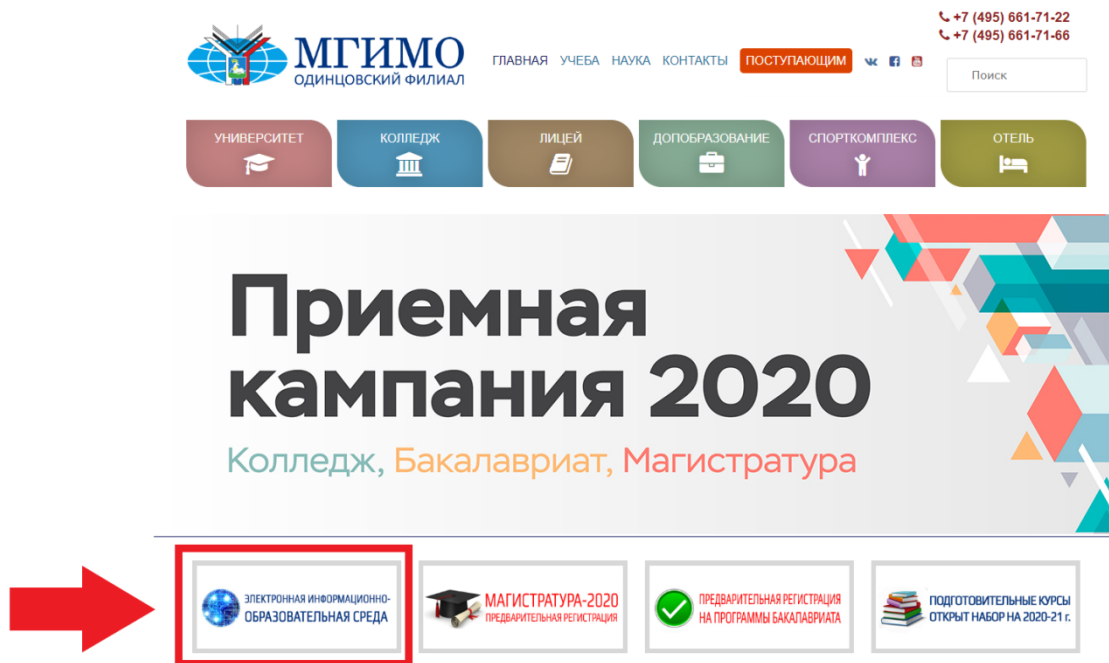 +7 (495) 661-71-22
+7 (495) 661-71-66
МГИМО
ОДИНЦОВСКИЙ ФИЛИАЛ
ГЛАВНАЯ УЧЕБА НАУКА КОНТАКТЫ ПОСТУПАЮЩИМ
Поиск
УНИВЕРСИТЕТ КОЛЛЕДЖ ЛИЦЕЙ ДОПОБРАЗОВАНИЕ СПОРТКОМПЛЕКС ОТЕЛЬ
Приемная
кампания 2020
Колледж, Бакалавриат, Магистратура
ЭЛЕКТРОННАЯ ИНФОРМАЦИОННО-
ОБРАЗОВАТЕЛЬНАЯ СРЕДА
МАГИСТРАТУРА-2020
ПРЕДВАРИТЕЛЬНАЯ РЕГИСТРАЦИЯ
ПРЕДВАРИТЕЛЬНАЯ РЕГИСТРАЦИЯ
НА ПРОГРАММЫ БАКАЛАВРИАТА
ПОДГОТОВИТЕЛЬНЫЕ КУРСЫ
ОТКРЫТ НАБОР НА 2020-21 г.